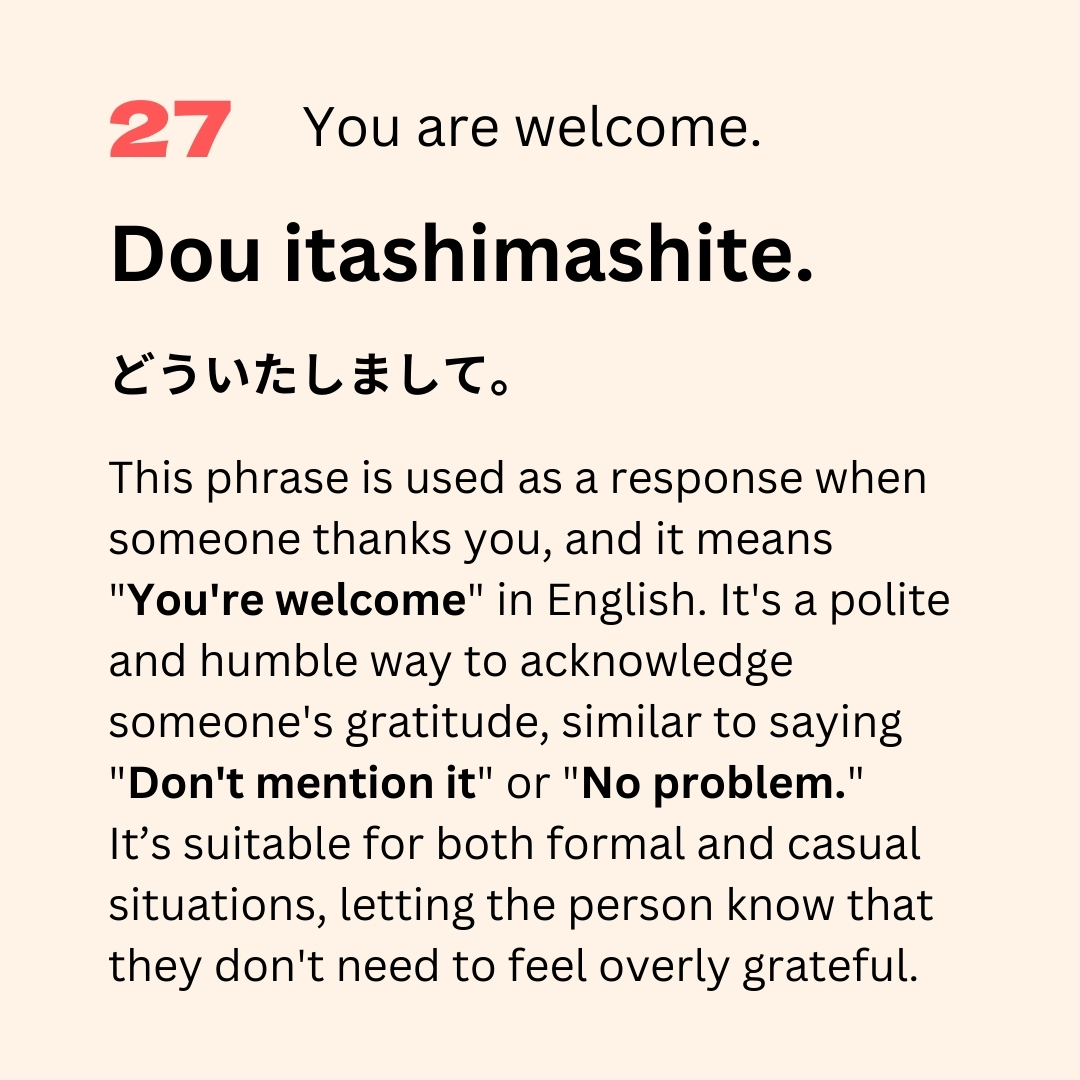 27 You are welcome.
Dou itashimashite.
どういたしまして。
This phrase is used as a response when
someone thanks you, and it means
"You're welcome" in English. It's a polite
and humble way to acknowledge
someone's gratitude, similar to saying
"Don't mention it" or "No problem."
It’s suitable for both formal and casual
situations, letting the person know that
they don't need to feel overly grateful.